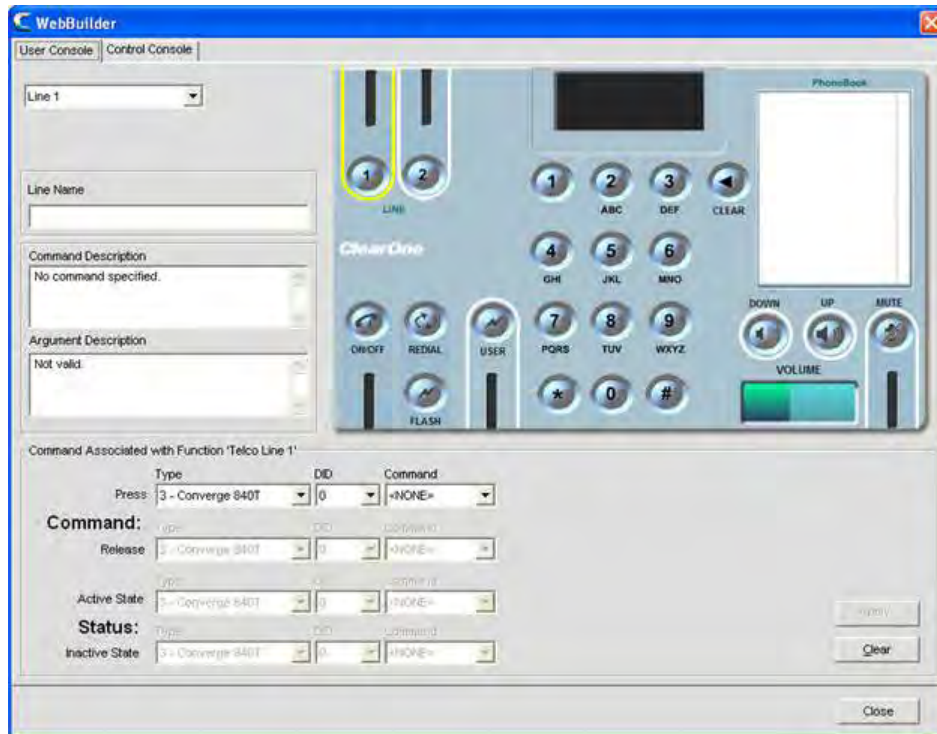 WebBuilder
User Console Control Console
Line 1
Line Name
Command Description
No command specified.
Argument Description
Not valid.
PhoneBook
1 2
LINE
ClearOne
1 2 3
ABC DEF CLEAR
4 5 6
GHI JKL MNO
DOWN UP MUTE
7 8 9
ON/OFF REDIAL USER PQRS TUV WXYZ
VOLUME
* 0 #
FLASH
Command Associated with Function 'Telco Line 1'
Type DID Command
Press 3 - Converge 840T 0 <NONE>
Command:
Type DID Command
Release 3 - Converge 840T 0 <NONE>
Type Command
Active State 3 - Converge 840T 0 <NONE>
Status:
Type DID Command
Inactive State 3 - Converge 840T 0 <NONE>
Apply
Clear
Close